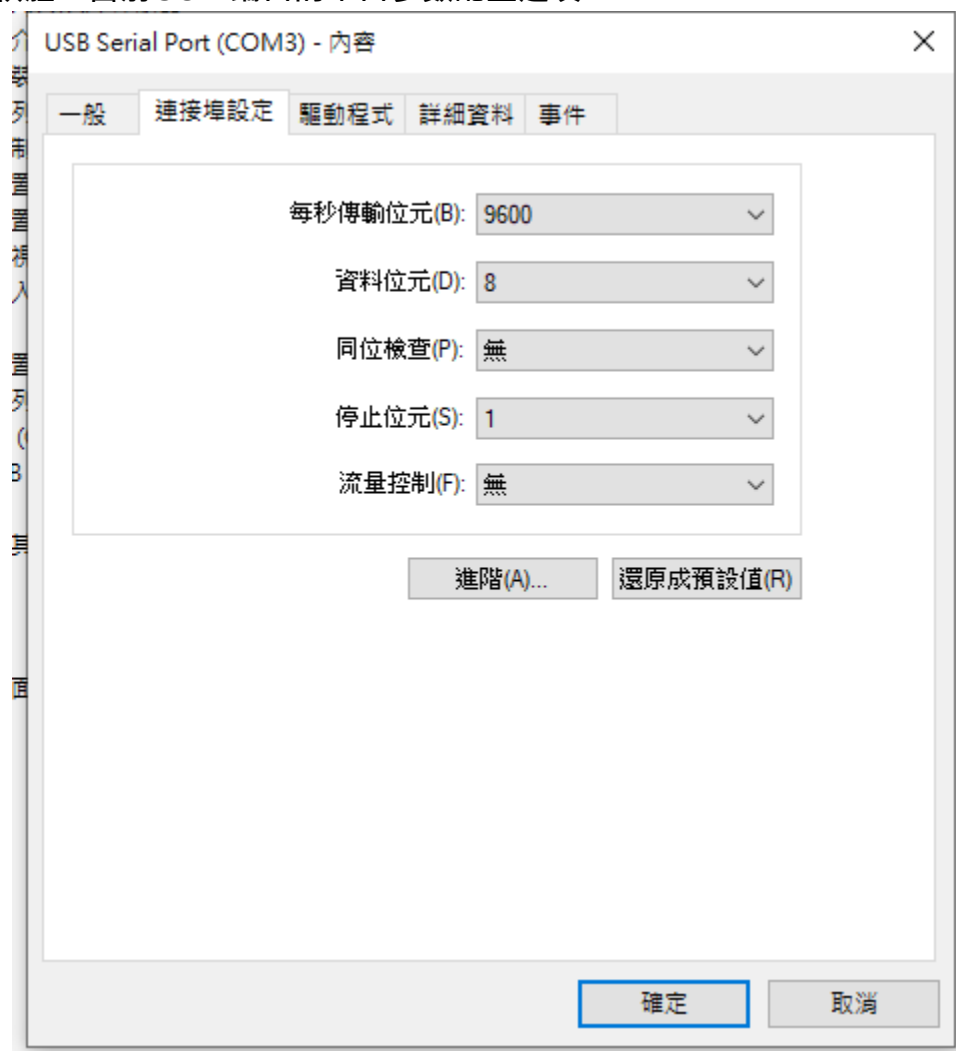 USB Serial Port (COM3) - 內容
一般 連接埠設定 驅動程式 詳細資料 事件
每秒傳輸位元(B): 9600
資料位元(D): 8
同位檢查(P): 無
停止位元(S): 1
流量控制(F): 無
進階(A)... 還原成預設值(R)
確定 取消